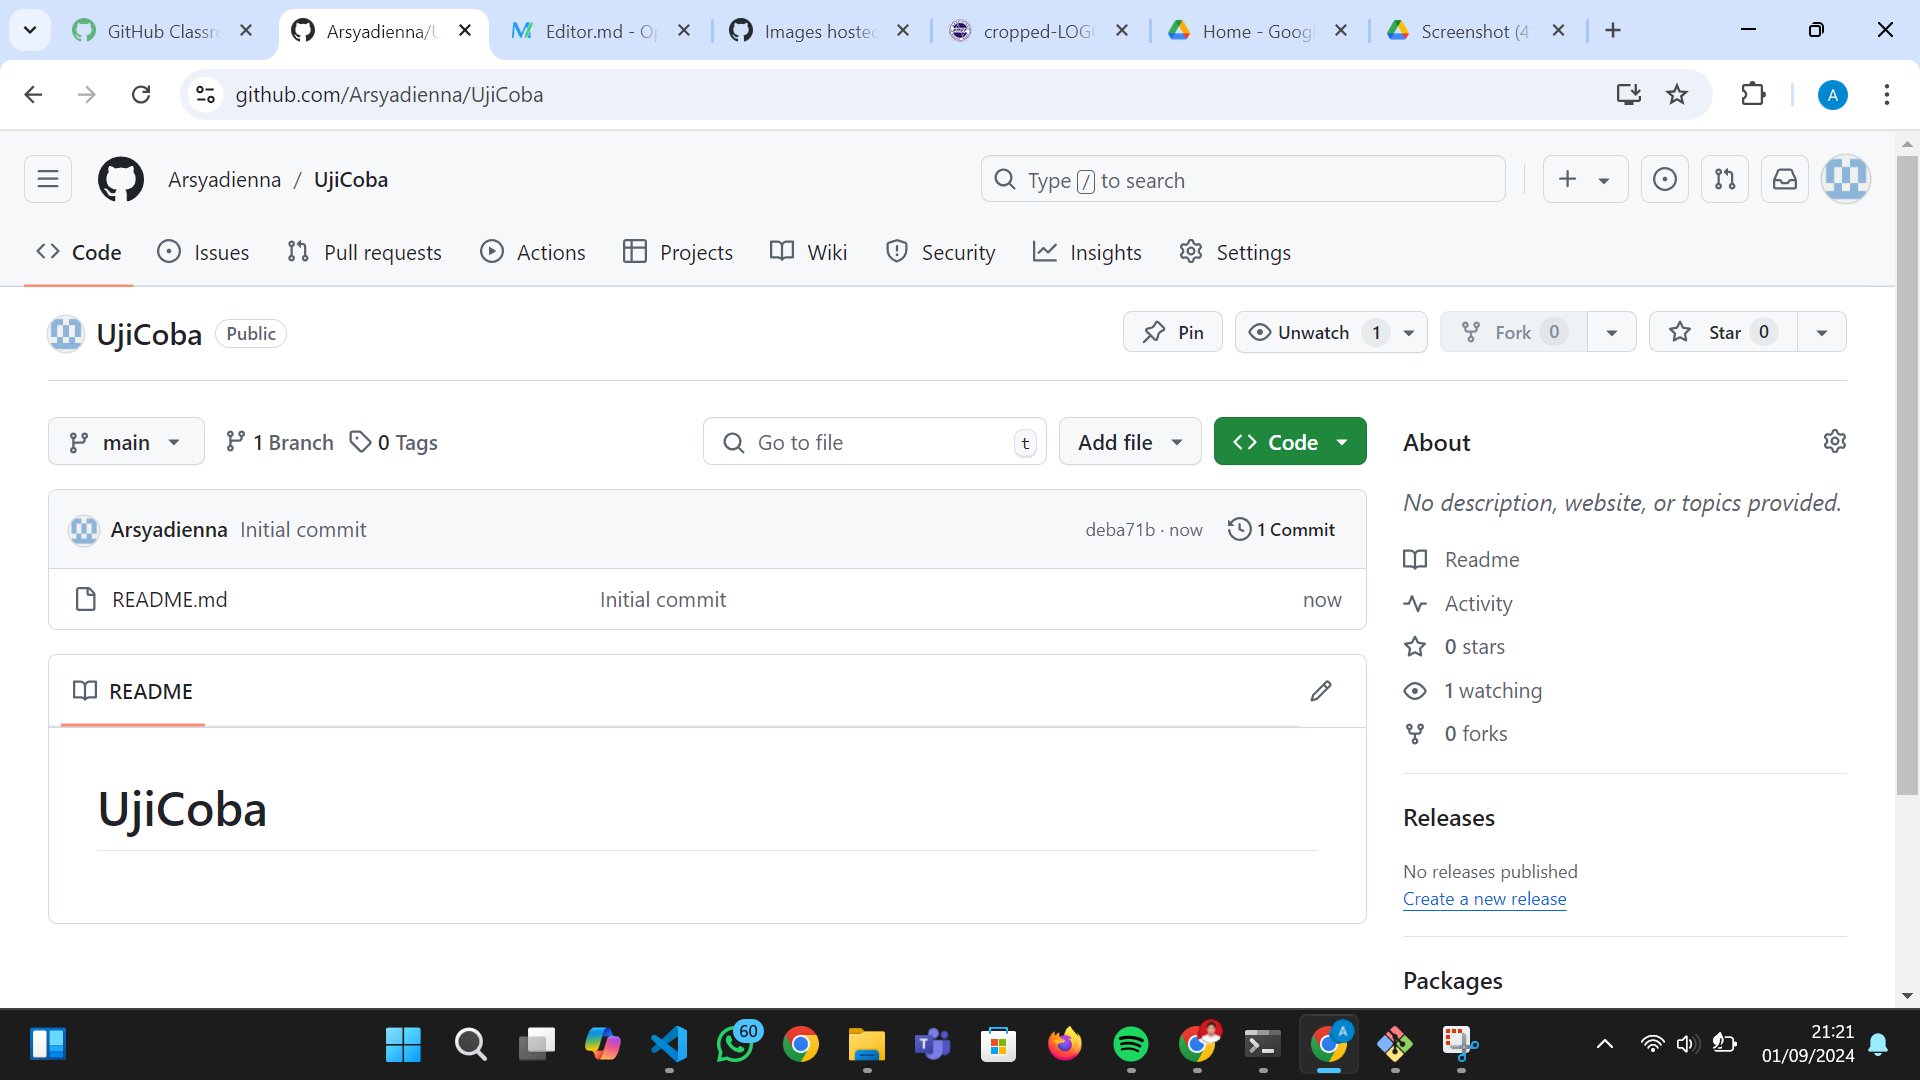 GitHub Classr
Arsyadienna/U
Editor.md - Op
Images hosted
cropped-LOGO
Home - Googl
Screenshot (4
github.com/Arsyadienna/UjiCoba
A
Arsyadienna / UjiCoba
Type / to search
Code
Issues
Pull requests
Actions
Projects
Wiki
Security
Insights
Settings
UjiCoba Public
Pin
Unwatch 1
Fork 0
Star 0
main
1 Branch
0 Tags
Go to file t
Add file
Code
Arsyadienna Initial commit deba71b · now 1 Commit
README.md Initial commit now
README
UjiCoba
About
No description, website, or topics provided.
Readme
Activity
0 stars
1 watching
0 forks
Releases
No releases published
Create a new release
Packages
60
A
21:21
01/09/2024